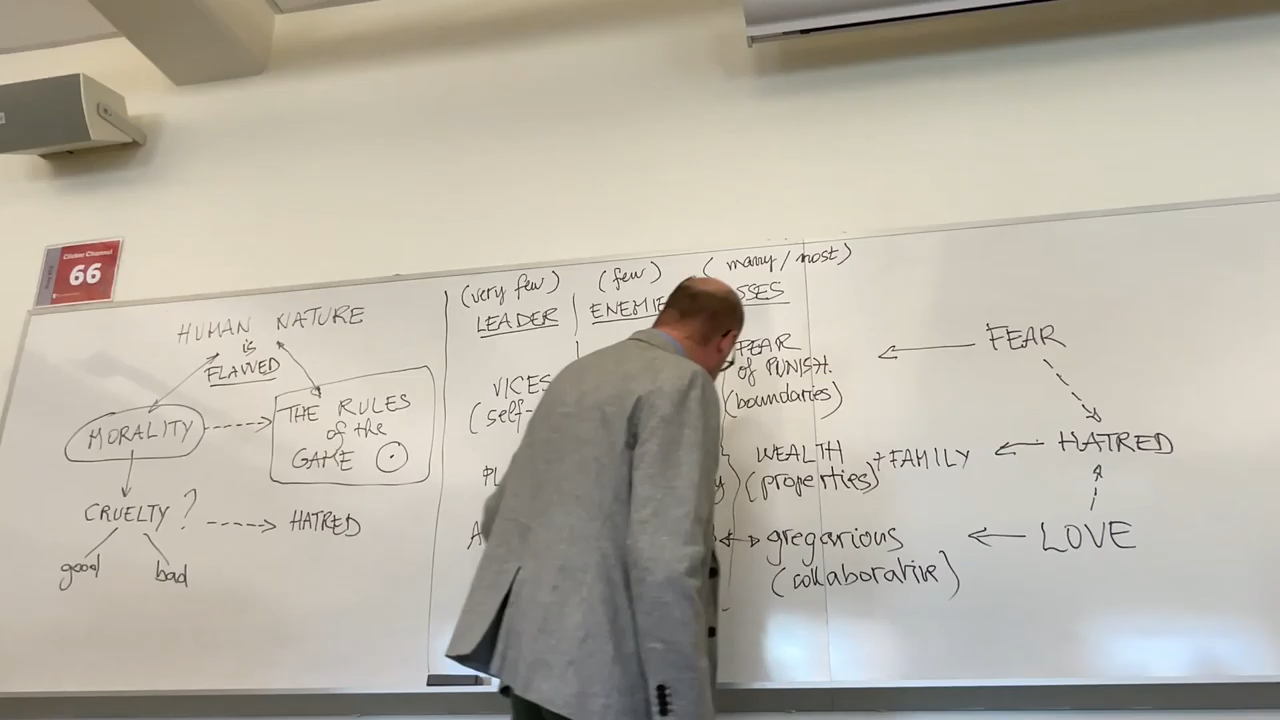 Clicker Channel
66
HUMAN NATURE
is
FLAWED
MORALITY
THE RULES
of the
GAME
CRUELTY?
HATRED
good
bad
(very few)
LEADER
VICES
(few)
(many/most)
FEAR
of PUNISH.
(boundaries)
WEALTH
(properties)
+FAMILY
gregarious
(collaborative)
FEAR
HATRED
LOVE